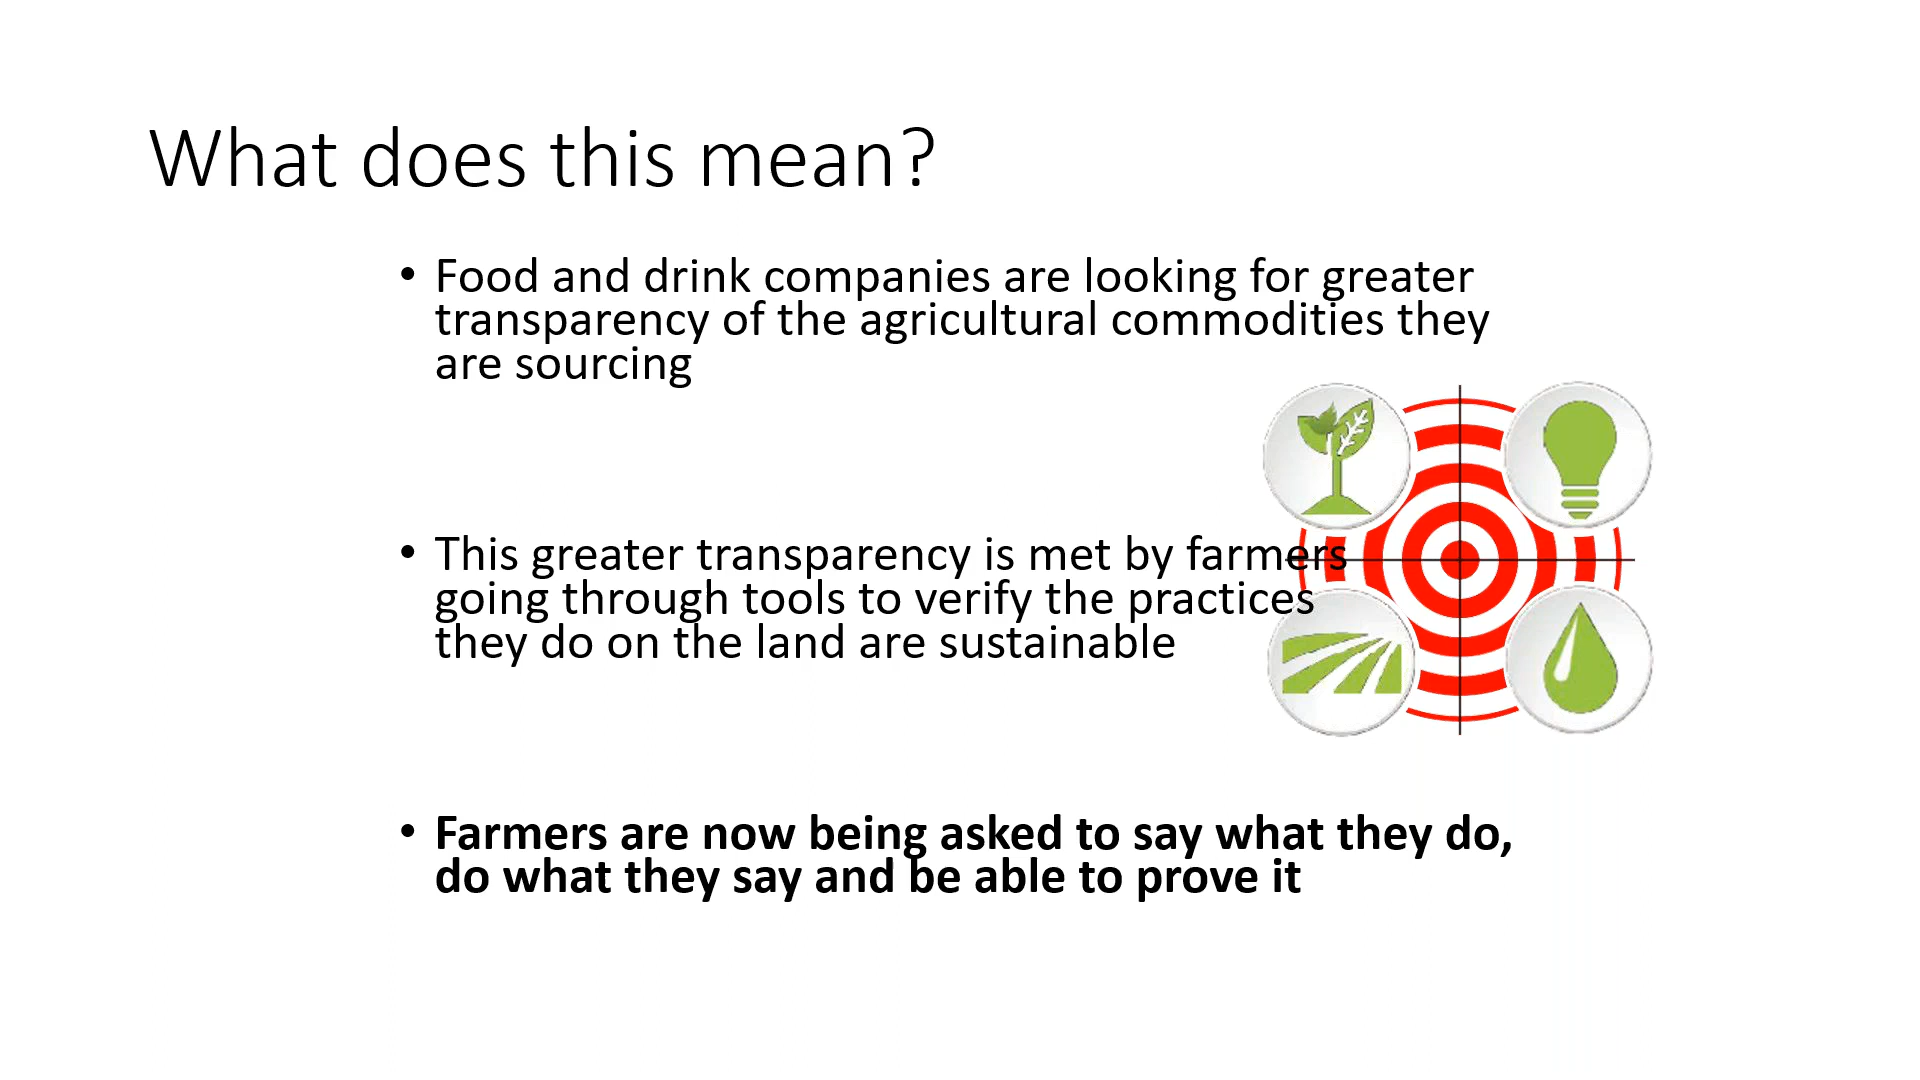 What does this mean?
• Food and drink companies are looking for greater
transparency of the agricultural commodities they
are sourcing
• This greater transparency is met by farmers
going through tools to verify the practices
they do on the land are sustainable
• Farmers are now being asked to say what they do,
do what they say and be able to prove it